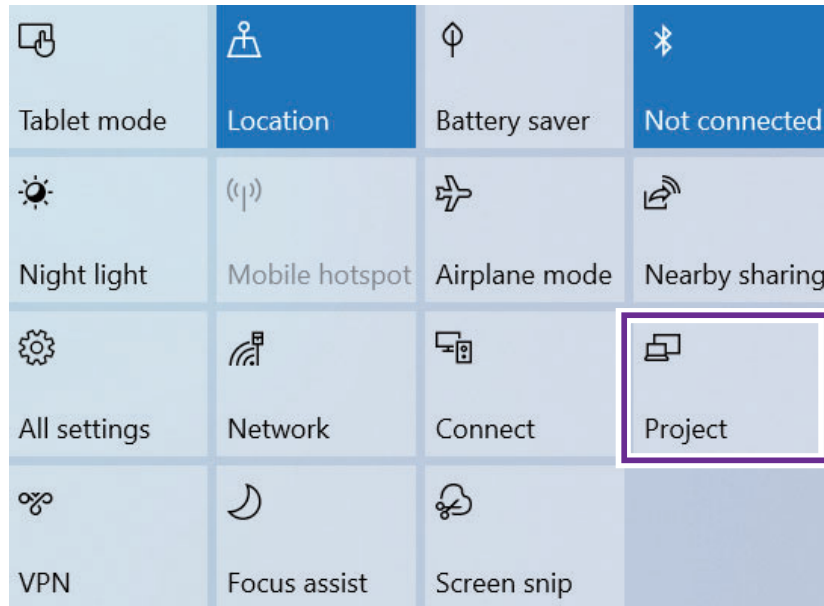 Tablet mode
Location
Battery saver
Not connected
Night light
Mobile hotspot
Airplane mode
Nearby sharing
All settings
Network
Connect
Project
VPN
Focus assist
Screen snip